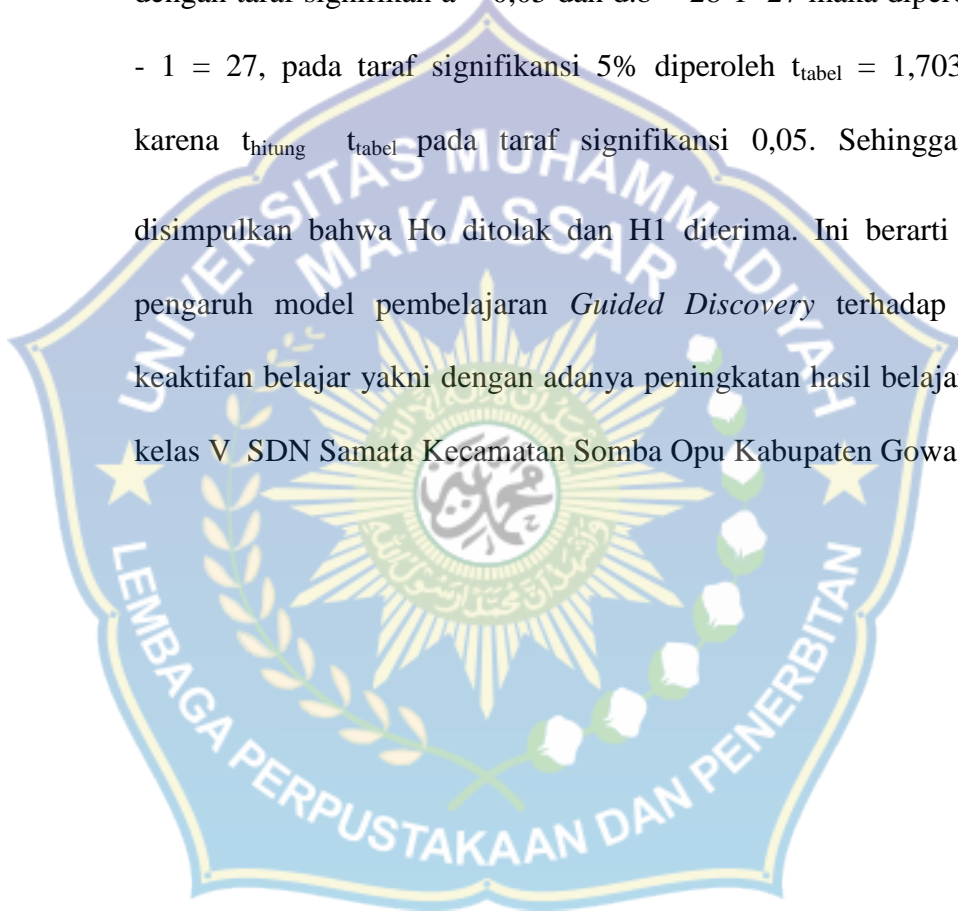 dengan taraf signifikan a = 0,05 dan d.b = 28-1=27 maka dipero
- 1 = 27, pada taraf signifikansi 5% diperoleh t_tabel = 1,703
karena t_hitung t_tabel pada taraf signifikansi 0,05. Sehingga
disimpulkan bahwa Ho ditolak dan H1 diterima. Ini berarti
pengaruh model pembelajaran Guided Discovery terhadap
keaktifan belajar yakni dengan adanya peningkatan hasil belajar
kelas V SDN Samata Kecamatan Somba Opu Kabupaten Gowa
UNIVERSITAS MUHAMMADIYAH
MAKASSAR
LEMBAGA PERPUSTAKAAN DAN PENERBITAN